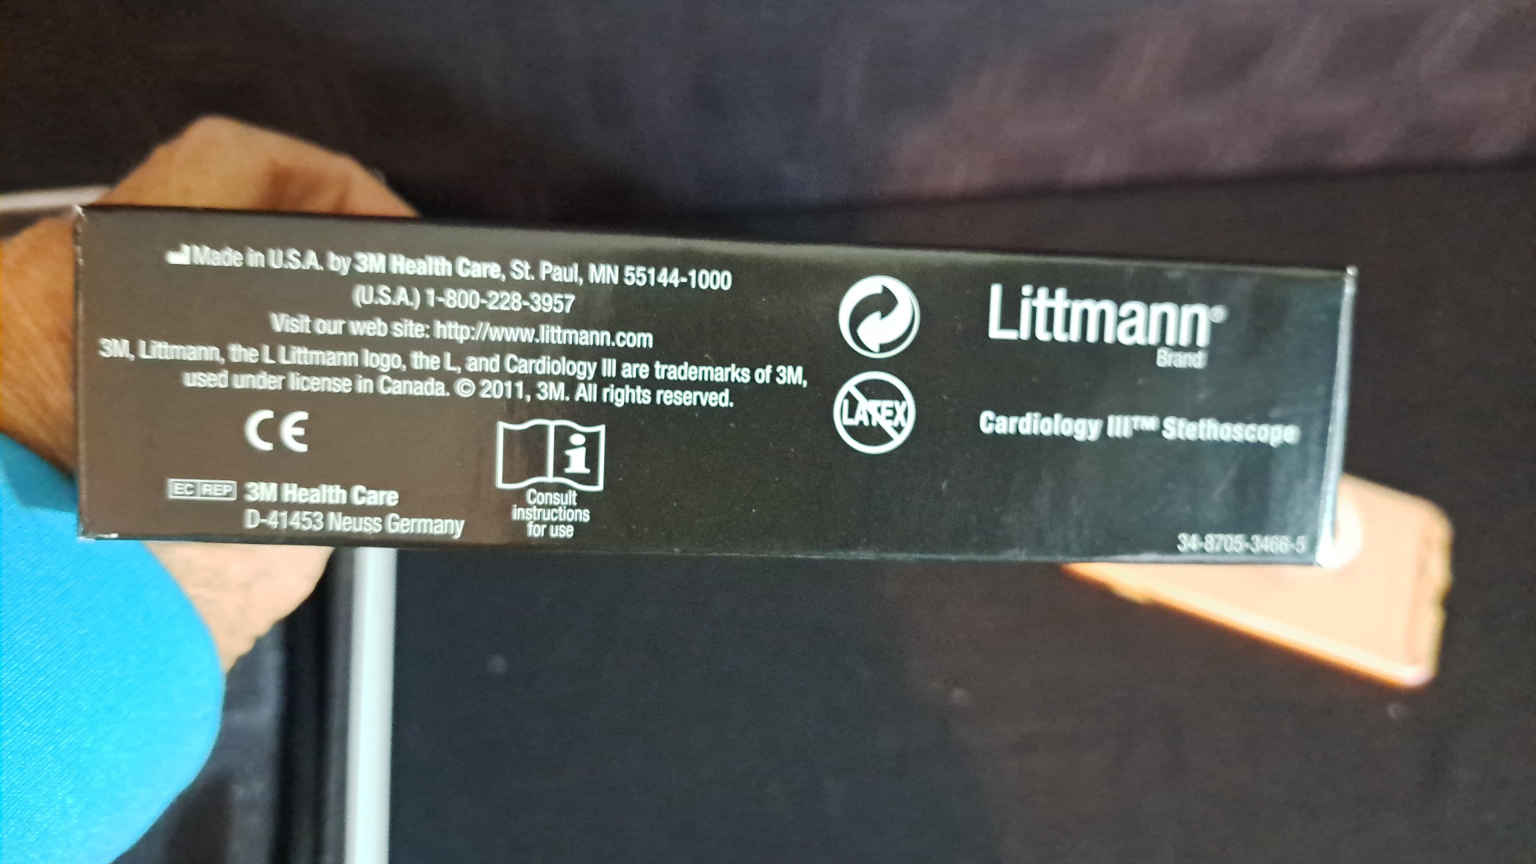 Made in U.S.A. by 3M Health Care, St. Paul, MN 55144-1000
(U.S.A.) 1-800-228-3957
Visit our web site: http://www.littmann.com
3M, Littmann, the L Littmann logo, the L, and Cardiology III are trademarks of 3M,
used under license in Canada. © 2011, 3M. All rights reserved.
CE
EC REP 3M Health Care
D-41453 Neuss Germany
i
Consult
instructions
for use
LATEX
Littmann®
Brand
Cardiology III™ Stethoscope
34-8705-3466-5